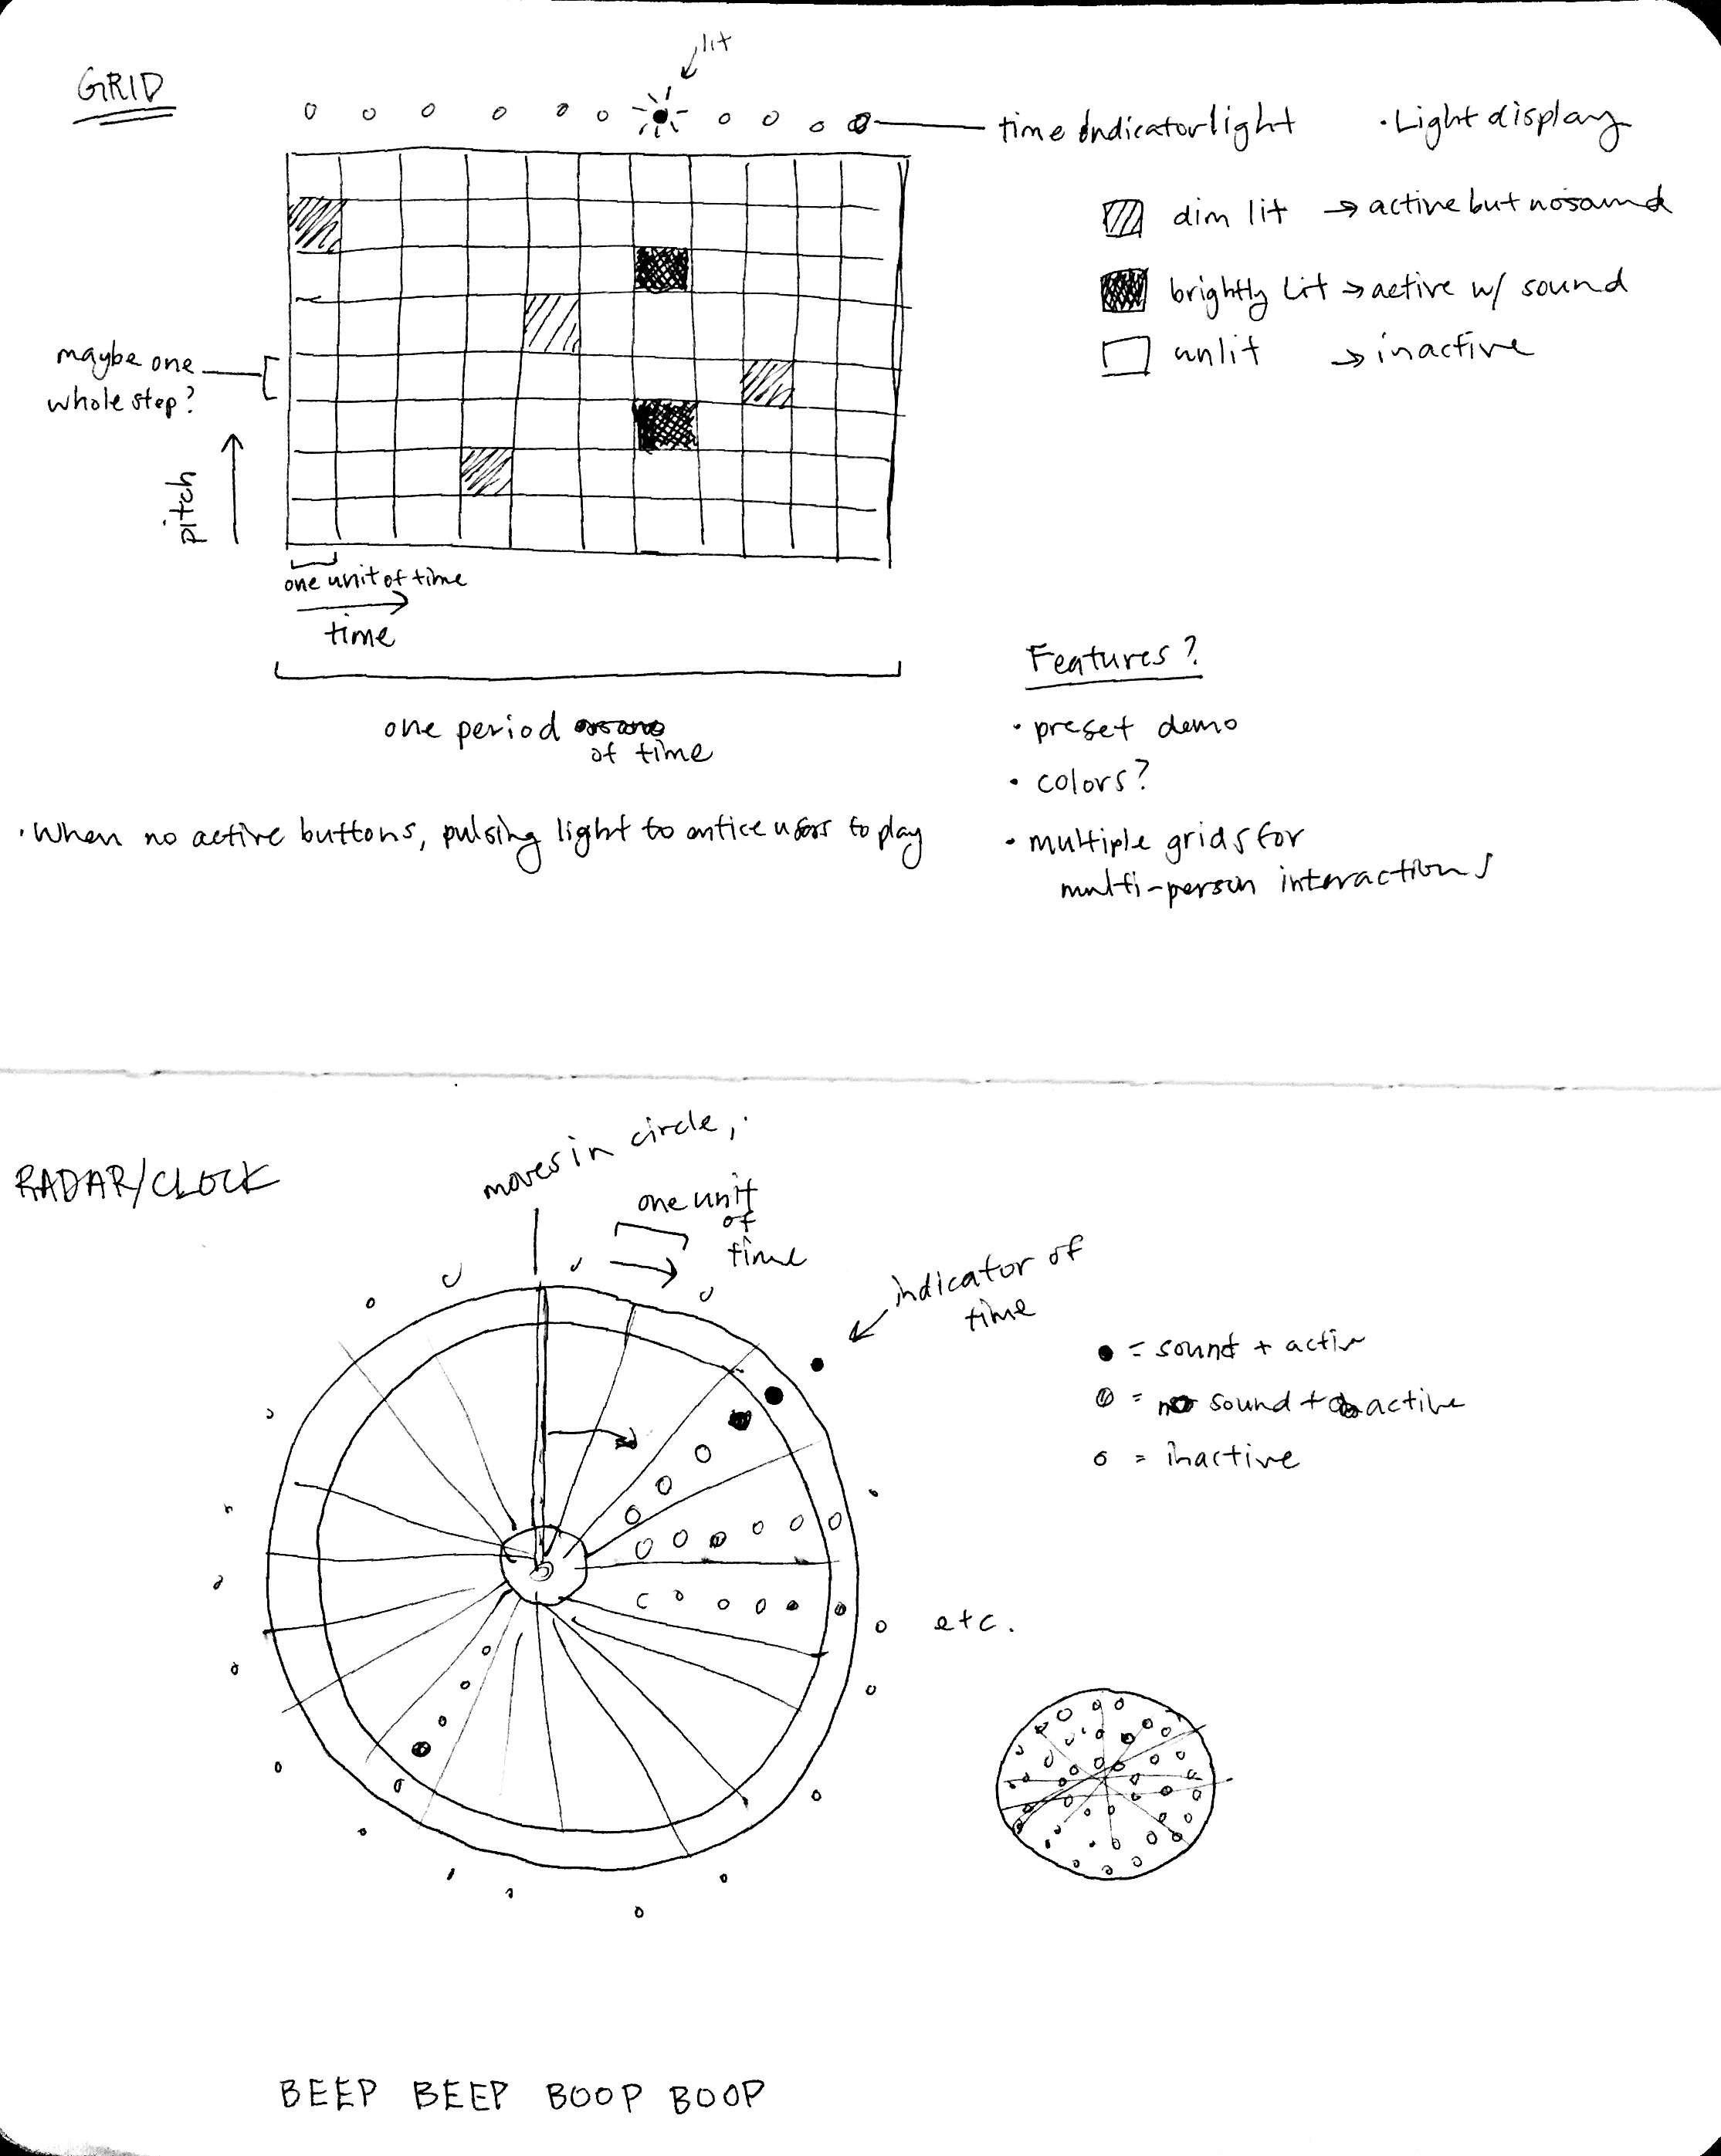 GRID
lit
time indicator light
• Light display
dim lit → active but no sound
brightly lit → active w/ sound
unlit → inactive
maybe one
whole step?
pitch
one unit of time
time
one period
of time
Features?
• preset demo
• colors?
• multiple grids for
multi-person interactions
• When no active buttons, pulsing light to entice users to play
RADAR/CLOCK
moves in circle,
one unit
of
time
indicator of
time
= sound + activ
= no sound + active
= inactive
etc.
BEEP BEEP BOOP BOOP